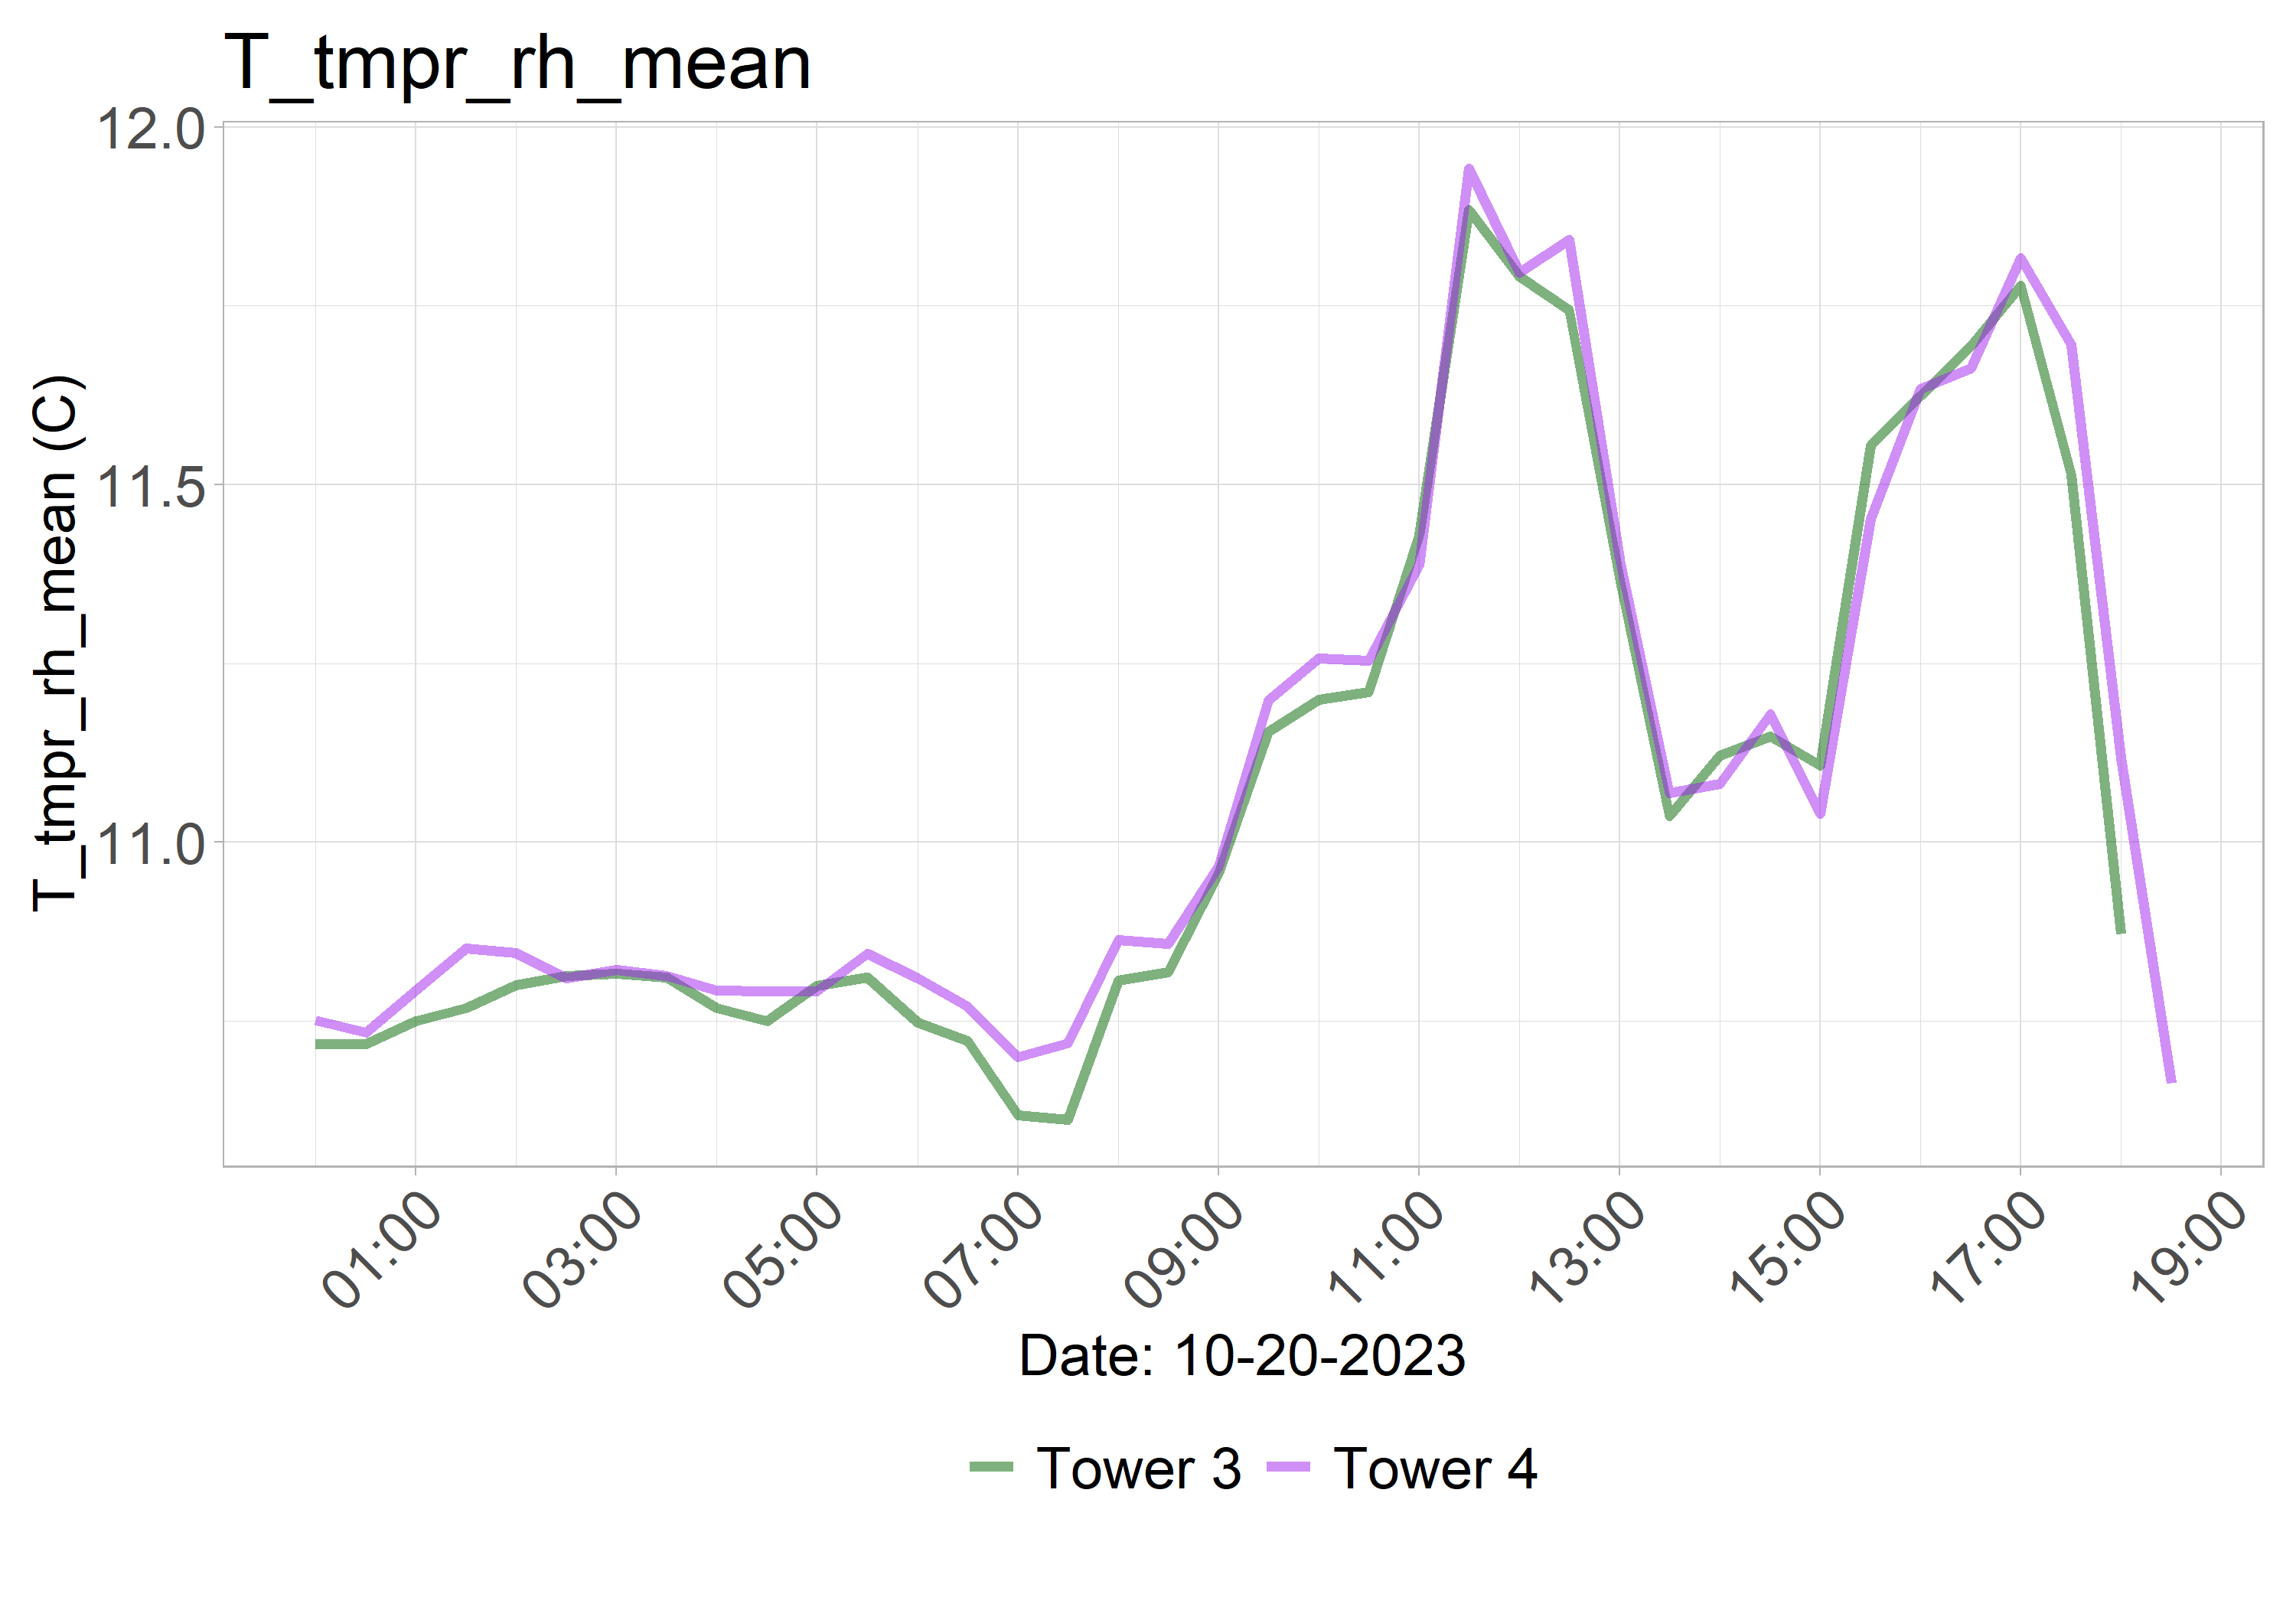 T_tmpr_rh_mean
T_tmpr_rh_mean (C)
12.0
11.5
11.0
01:00 03:00 05:00 07:00 09:00 11:00 13:00 15:00 17:00 19:00
Date: 10-20-2023
Tower 3 Tower 4